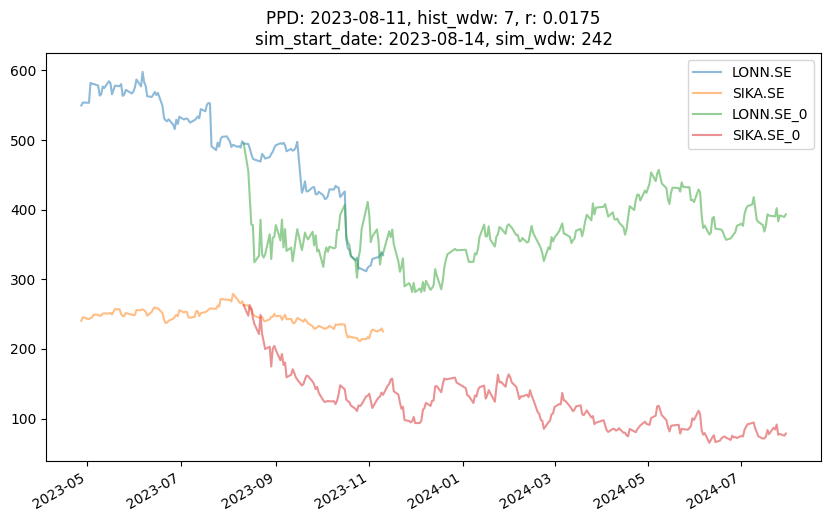 PPD: 2023-08-11, hist_wdw: 7, r: 0.0175
sim_start_date: 2023-08-14, sim_wdw: 242
LONN.SE
SIKA.SE
LONN.SE_0
SIKA.SE_0
600
500
400
300
200
100
2023-05
2023-07
2023-09
2023-11
2024-01
2024-03
2024-05
2024-07